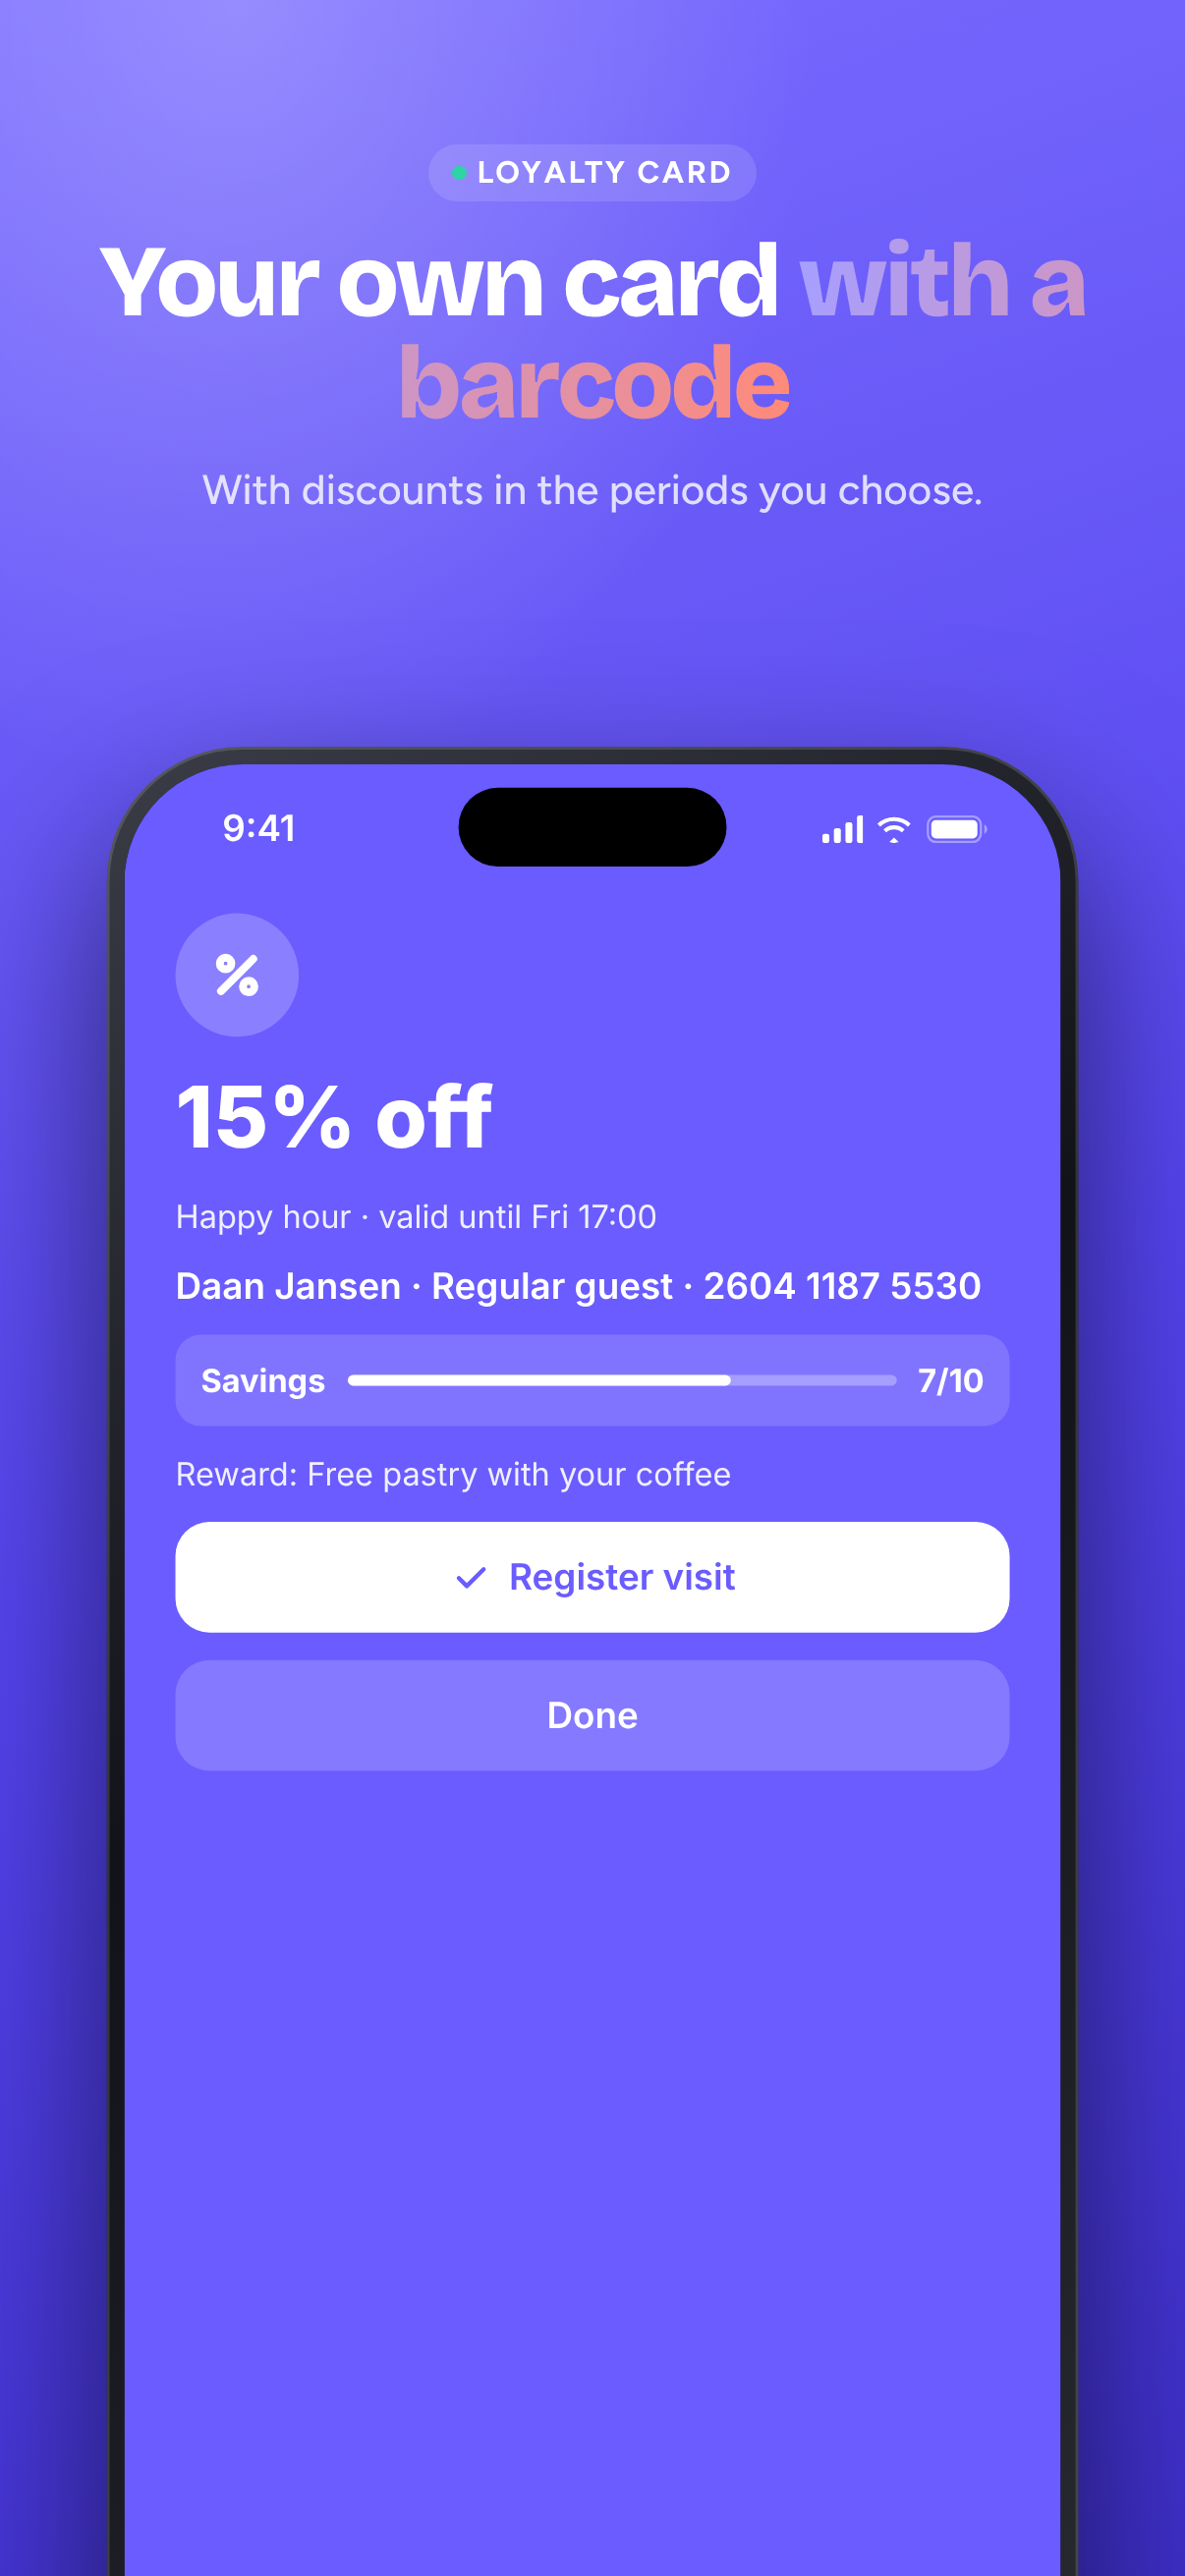 LOYALTY CARD
Your own card with a
barcode
With discounts in the periods you choose.
9:41
15% off
Happy hour · valid until Fri 17:00
Daan Jansen · Regular guest · 2604 1187 5530
Savings 7/10
Reward: Free pastry with your coffee
Register visit
Done